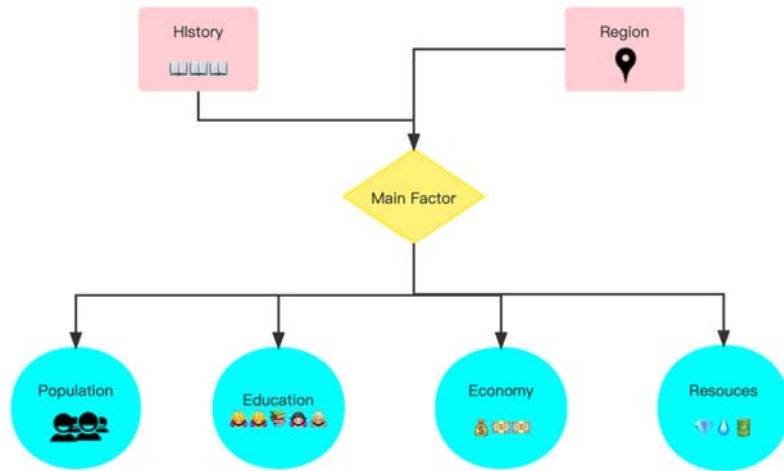 HIstory
Region
Main Factor
Population
Education
Economy
Resouces